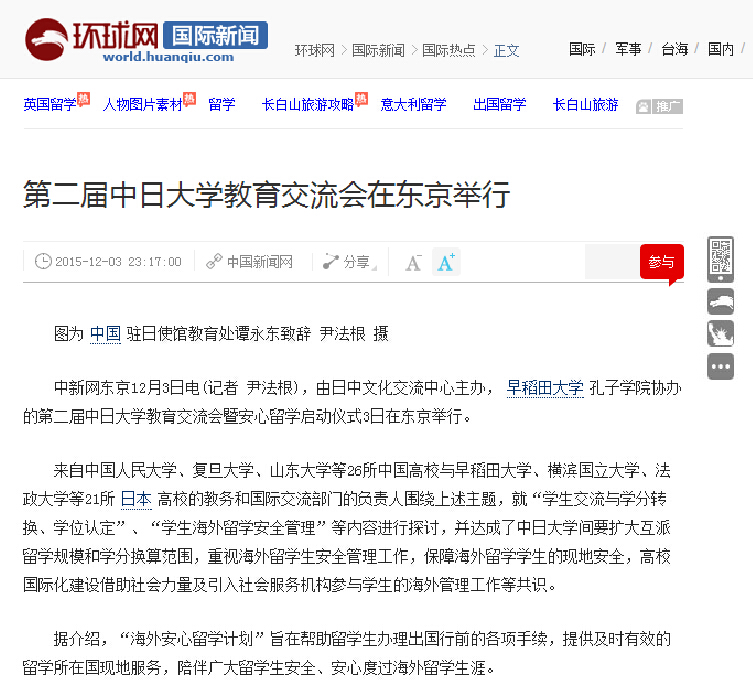 环球网 国际新闻
world.huanqiu.com
环球网 > 国际新闻 > 国际热点 > 正文
国际 / 军事 / 台海 / 国内 /
英国留学热 人物图片素材热 留学 长白山旅游攻略热 意大利留学 出国留学 长白山旅游 推广
第二届中日大学教育交流会在东京举行
2015-12-03 23:17:00 中国新闻网 分享 A- A+ 参与
图为 中国 驻日使馆教育处谭永东致辞 尹法根 摄
中新网东京12月3日电(记者 尹法根)，由日中文化交流中心主办， 早稻田大学 孔子学院协办
的第二届中日大学教育交流会暨安心留学启动仪式3日在东京举行。
来自中国人民大学、复旦大学、山东大学等26所中国高校与早稻田大学、横滨国立大学、法
政大学等21所 日本 高校的教务和国际交流部门的负责人围绕上述主题，就“学生交流与学分转
换、学位认定”、“学生海外留学安全管理”等内容进行探讨，并达成了中日大学间要扩大互派
留学规模和学分换算范围，重视海外留学生安全管理工作，保障海外留学学生的现地安全，高校
国际化建设借助社会力量及引入社会服务机构参与学生的海外管理工作等共识。
据介绍，“海外安心留学计划”旨在帮助留学生办理出国行前的各项手续，提供及时有效的
留学所在国现地服务，陪伴广大留学生安全、安心度过海外留学生涯。